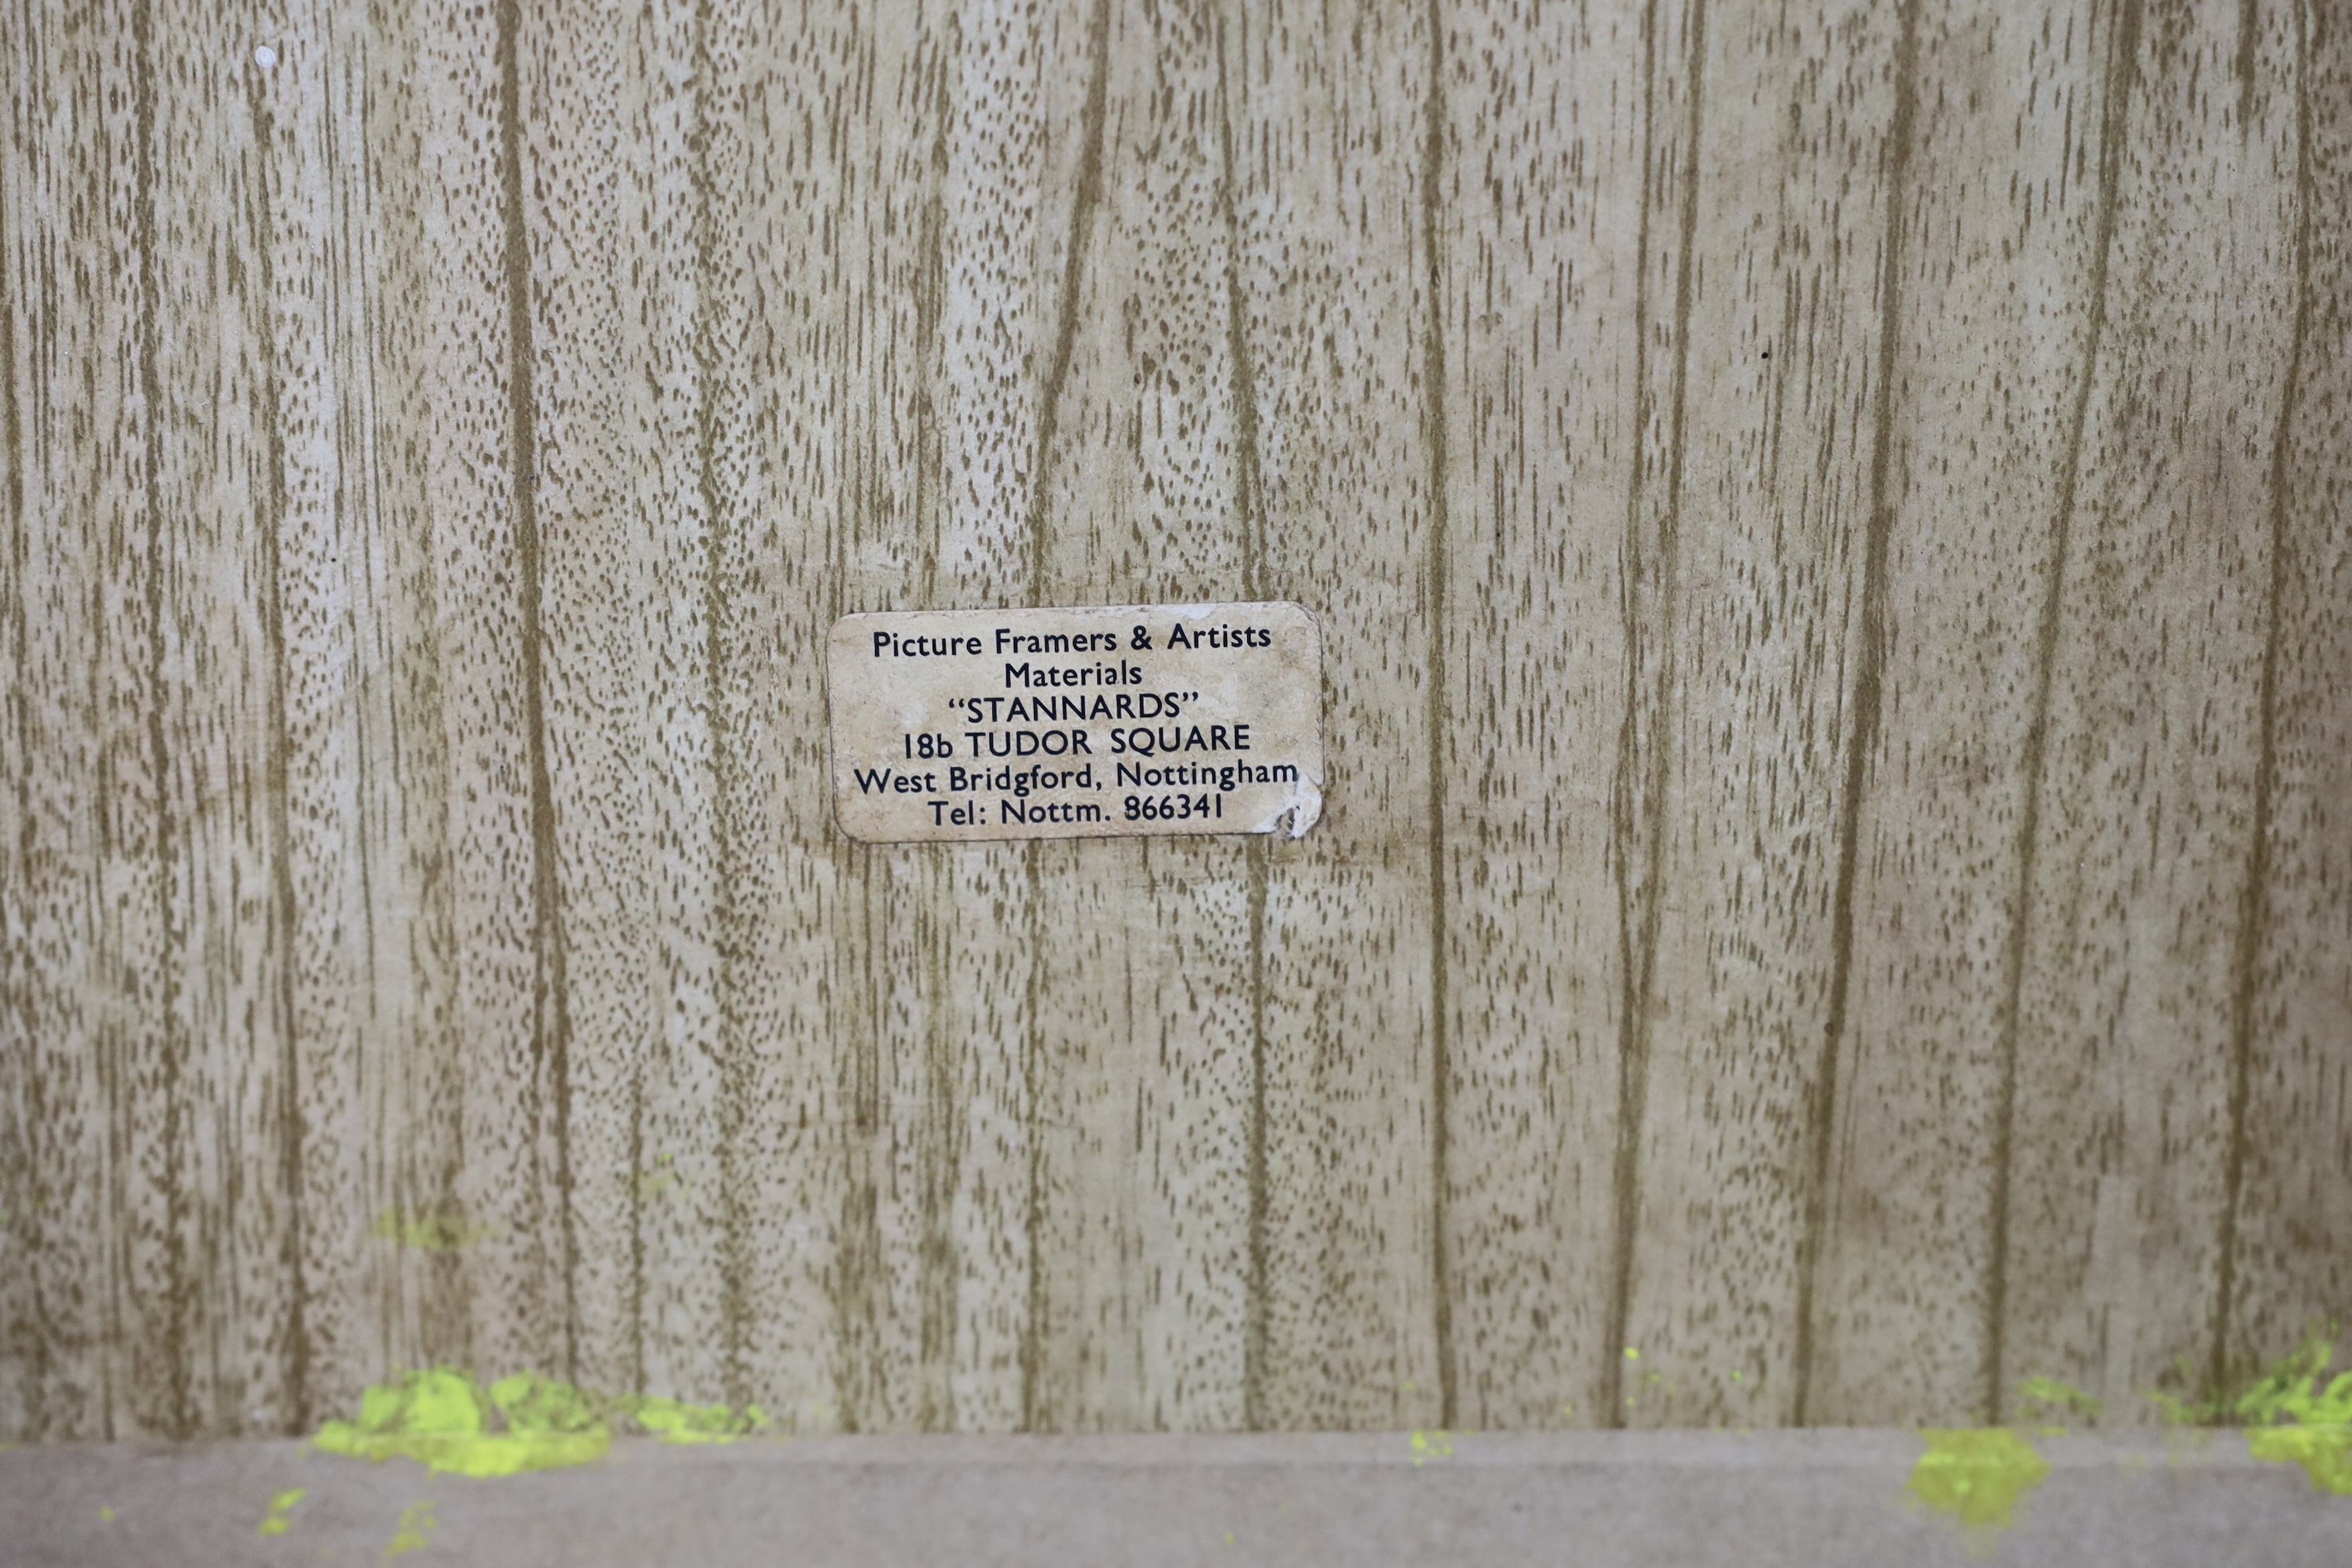 Picture Framers & Artists
Materials
“STANNARDS”
18b TUDOR SQUARE
West Bridgford, Nottingham
Tel: Nottm. 866341